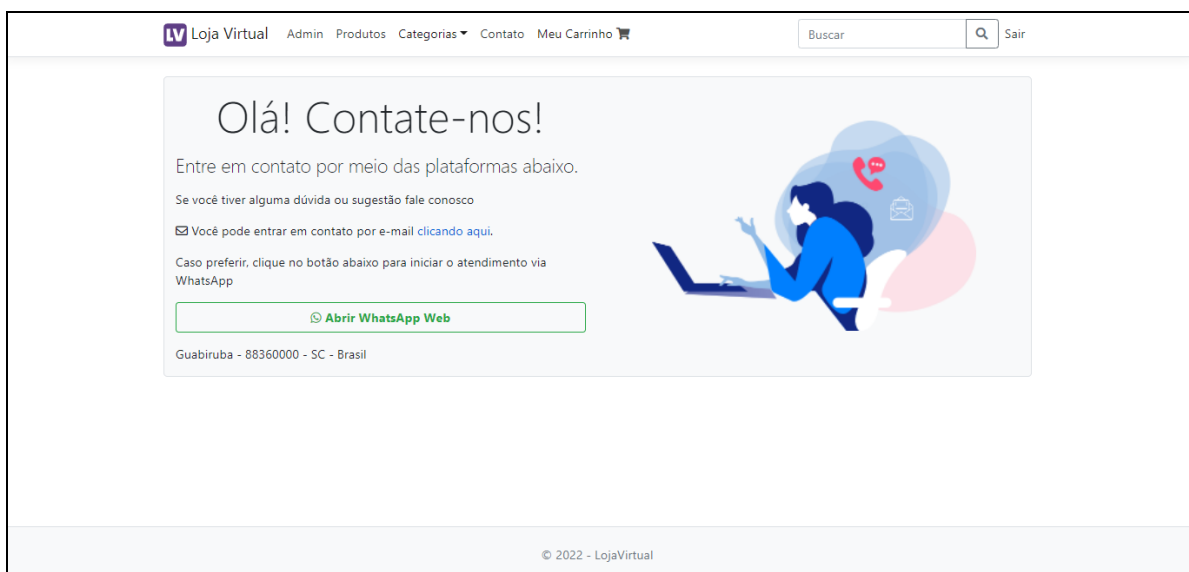 LV Loja Virtual Admin Produtos Categorias Contato Meu Carrinho Buscar Sair
Olá! Contate-nos!
Entre em contato por meio das plataformas abaixo.
Se você tiver alguma dúvida ou sugestão fale conosco
Você pode entrar em contato por e-mail clicando aqui.
Caso preferir, clique no botão abaixo para iniciar o atendimento via
WhatsApp
Abrir WhatsApp Web
Guabiruba - 88360000 - SC - Brasil
© 2022 - LojaVirtual